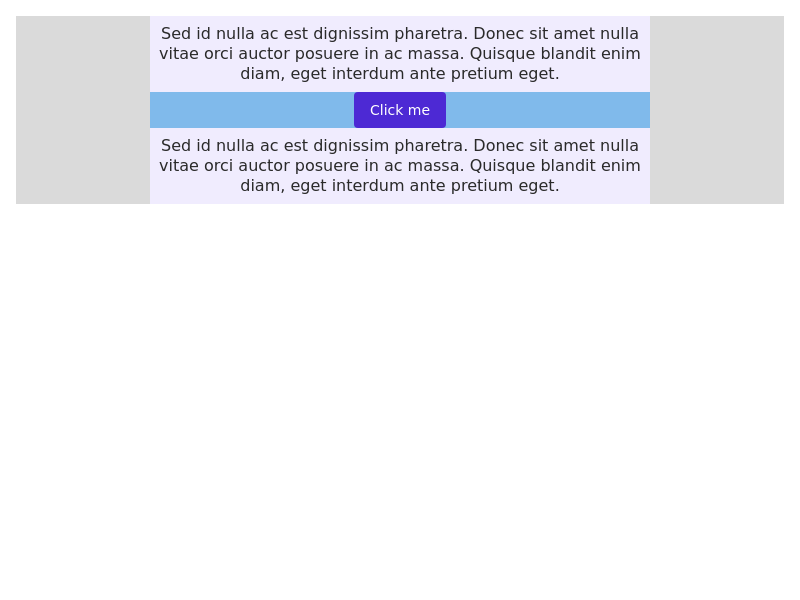 Sed id nulla ac est dignissim pharetra. Donec sit amet nulla
vitae orci auctor posuere in ac massa. Quisque blandit enim
diam, eget interdum ante pretium eget.
Click me
Sed id nulla ac est dignissim pharetra. Donec sit amet nulla
vitae orci auctor posuere in ac massa. Quisque blandit enim
diam, eget interdum ante pretium eget.